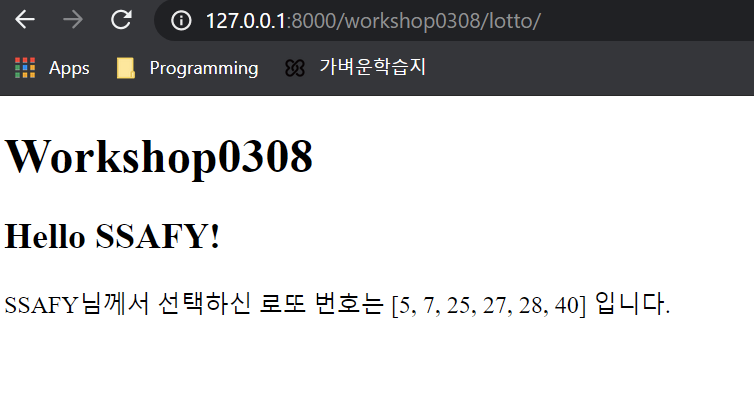 127.0.0.1:8000/workshop0308/lotto/
Apps Programming 가벼운학습지
Workshop0308
Hello SSAFY!
SSAFY님께서 선택하신 로또 번호는 [5, 7, 25, 27, 28, 40] 입니다.